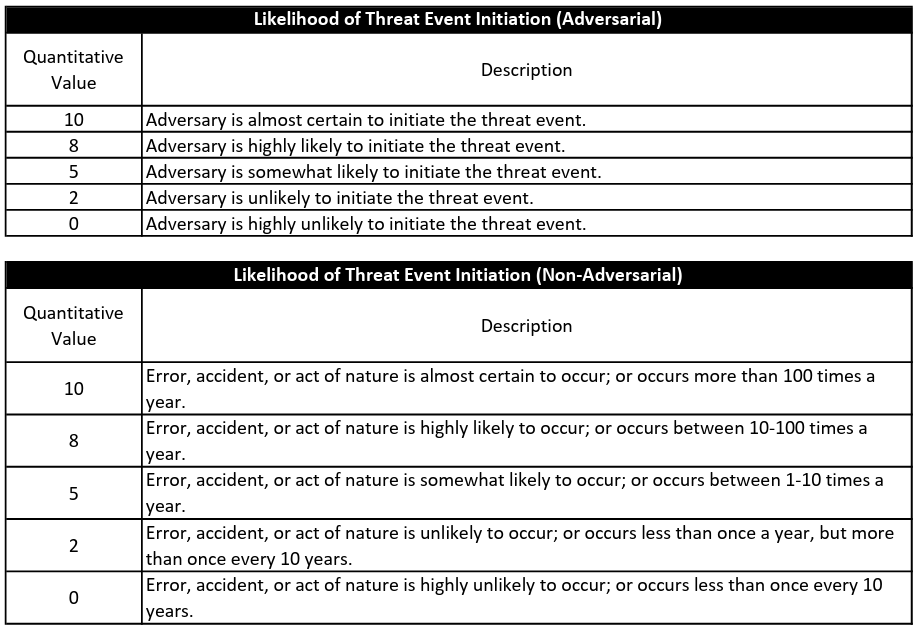 Likelihood of Threat Event Initiation (Adversarial)
Quantitative
Value
Description
10
Adversary is almost certain to initiate the threat event.
8
Adversary is highly likely to initiate the threat event.
5
Adversary is somewhat likely to initiate the threat event.
2
Adversary is unlikely to initiate the threat event.
0
Adversary is highly unlikely to initiate the threat event.
Likelihood of Threat Event Initiation (Non-Adversarial)
Quantitative
Value
Description
10
Error, accident, or act of nature is almost certain to occur; or occurs more than 100 times a
year.
8
Error, accident, or act of nature is highly likely to occur; or occurs between 10-100 times a
year.
5
Error, accident, or act of nature is somewhat likely to occur; or occurs between 1-10 times a
year.
2
Error, accident, or act of nature is unlikely to occur; or occurs less than once a year, but more
than once every 10 years.
0
Error, accident, or act of nature is highly unlikely to occur; or occurs less than once every 10
years.